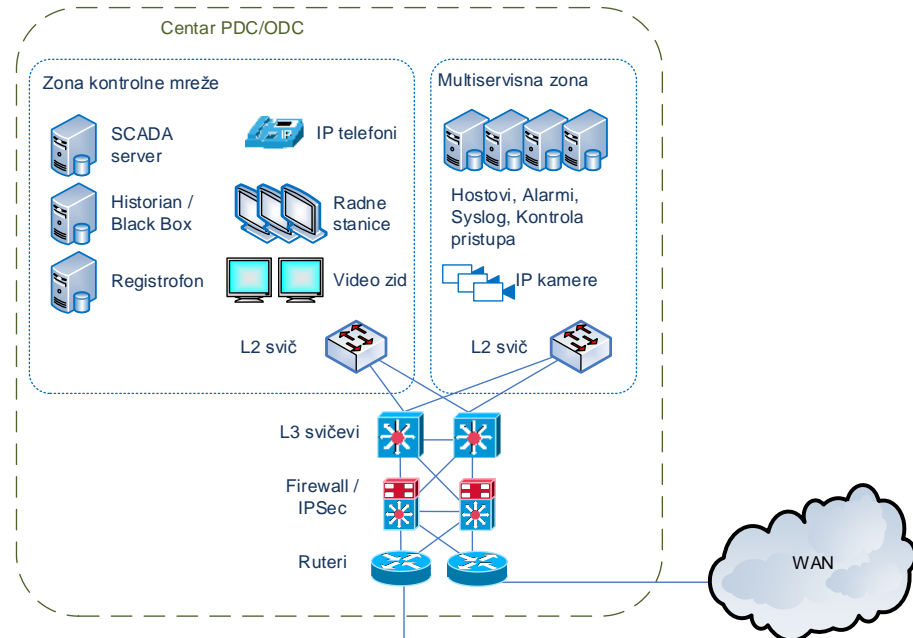 Centar PDC/ODC
Zona kontrolne mreže
SCADA
server
IP
IP telefoni
Historian /
Black Box
Radne
stanice
Registrofon
Video zid
L2 svič
Multiservisna zona
Hostovi, Alarmi,
Syslog, Kontrola
pristupa
IP kamere
L2 svič
L3 svičevi
Firewall /
IPSec
Ruteri
WAN